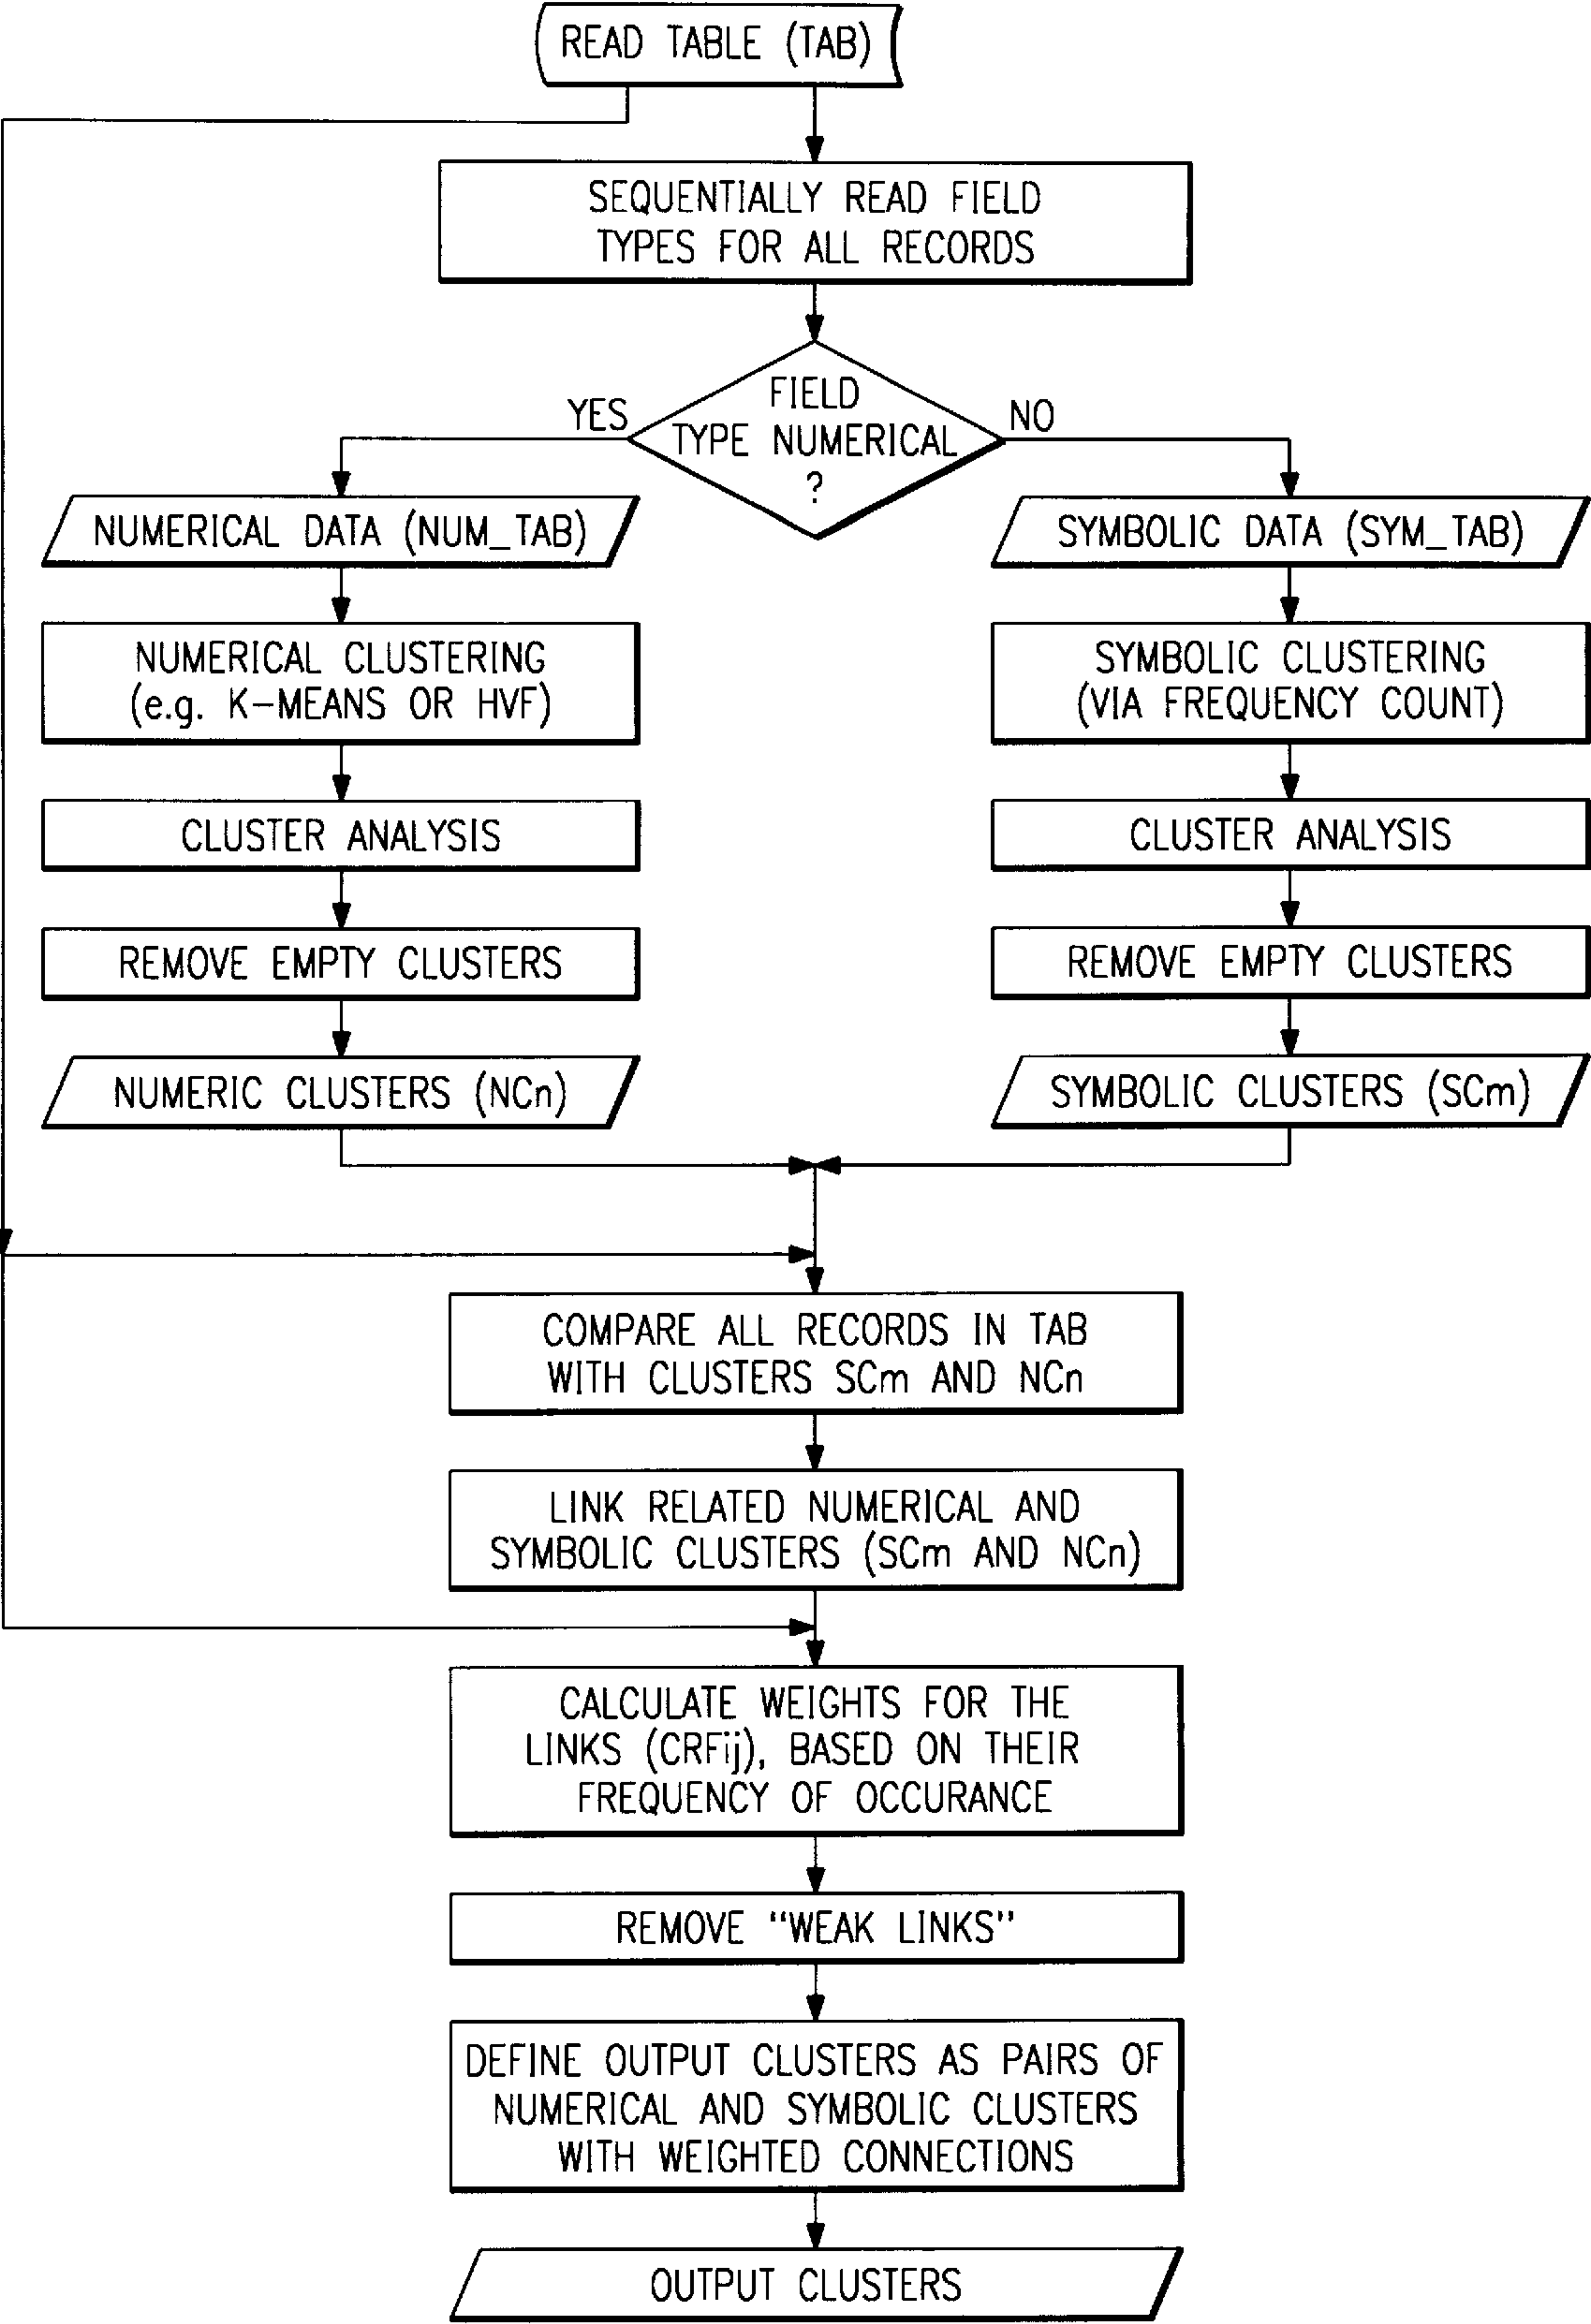 READ TABLE (TAB)
SEQUENTIALLY READ FIELD
TYPES FOR ALL RECORDS
FIELD
TYPE NUMERICAL
?
YES
NO
NUMERICAL DATA (NUM_TAB)
NUMERICAL CLUSTERING
(e.g. K-MEANS OR HVF)
CLUSTER ANALYSIS
REMOVE EMPTY CLUSTERS
NUMERIC CLUSTERS (NCn)
SYMBOLIC DATA (SYM_TAB)
SYMBOLIC CLUSTERING
(VIA FREQUENCY COUNT)
CLUSTER ANALYSIS
REMOVE EMPTY CLUSTERS
SYMBOLIC CLUSTERS (SCm)
COMPARE ALL RECORDS IN TAB
WITH CLUSTERS SCm AND NCn
LINK RELATED NUMERICAL AND
SYMBOLIC CLUSTERS (SCm AND NCn)
CALCULATE WEIGHTS FOR THE
LINKS (CRFij), BASED ON THEIR
FREQUENCY OF OCCURANCE
REMOVE "WEAK LINKS"
DEFINE OUTPUT CLUSTERS AS PAIRS OF
NUMERICAL AND SYMBOLIC CLUSTERS
WITH WEIGHTED CONNECTIONS
OUTPUT CLUSTERS